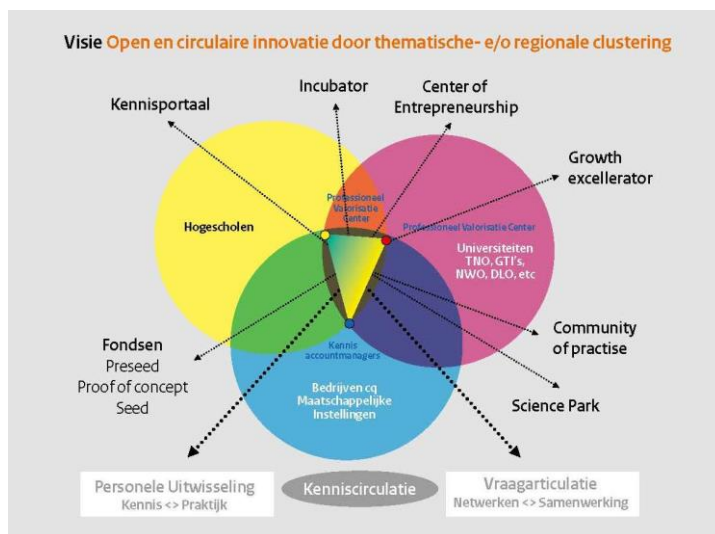 Visie Open en circulaire innovatie door thematische- e/o regionale clustering
Incubator
Center of
Entrepreneurship
Kennisportaal
Growth
excellerator
Professioneel
Valorisatie
Center
Hogescholen
Professioneel Valorisatie Center
Universiteiten
TNO, GTI's,
NWO, DLO, etc
Fondsen
Preseed
Proof of concept
Seed
Kennis
accountmanagers
Community
of practise
Bedrijven cq
Maatschappelijke
Instellingen
Science Park
Personele Uitwisseling
Kennis <> Praktijk
Kenniscirculatie
Vraagarticulatie
Netwerken <> Samenwerking